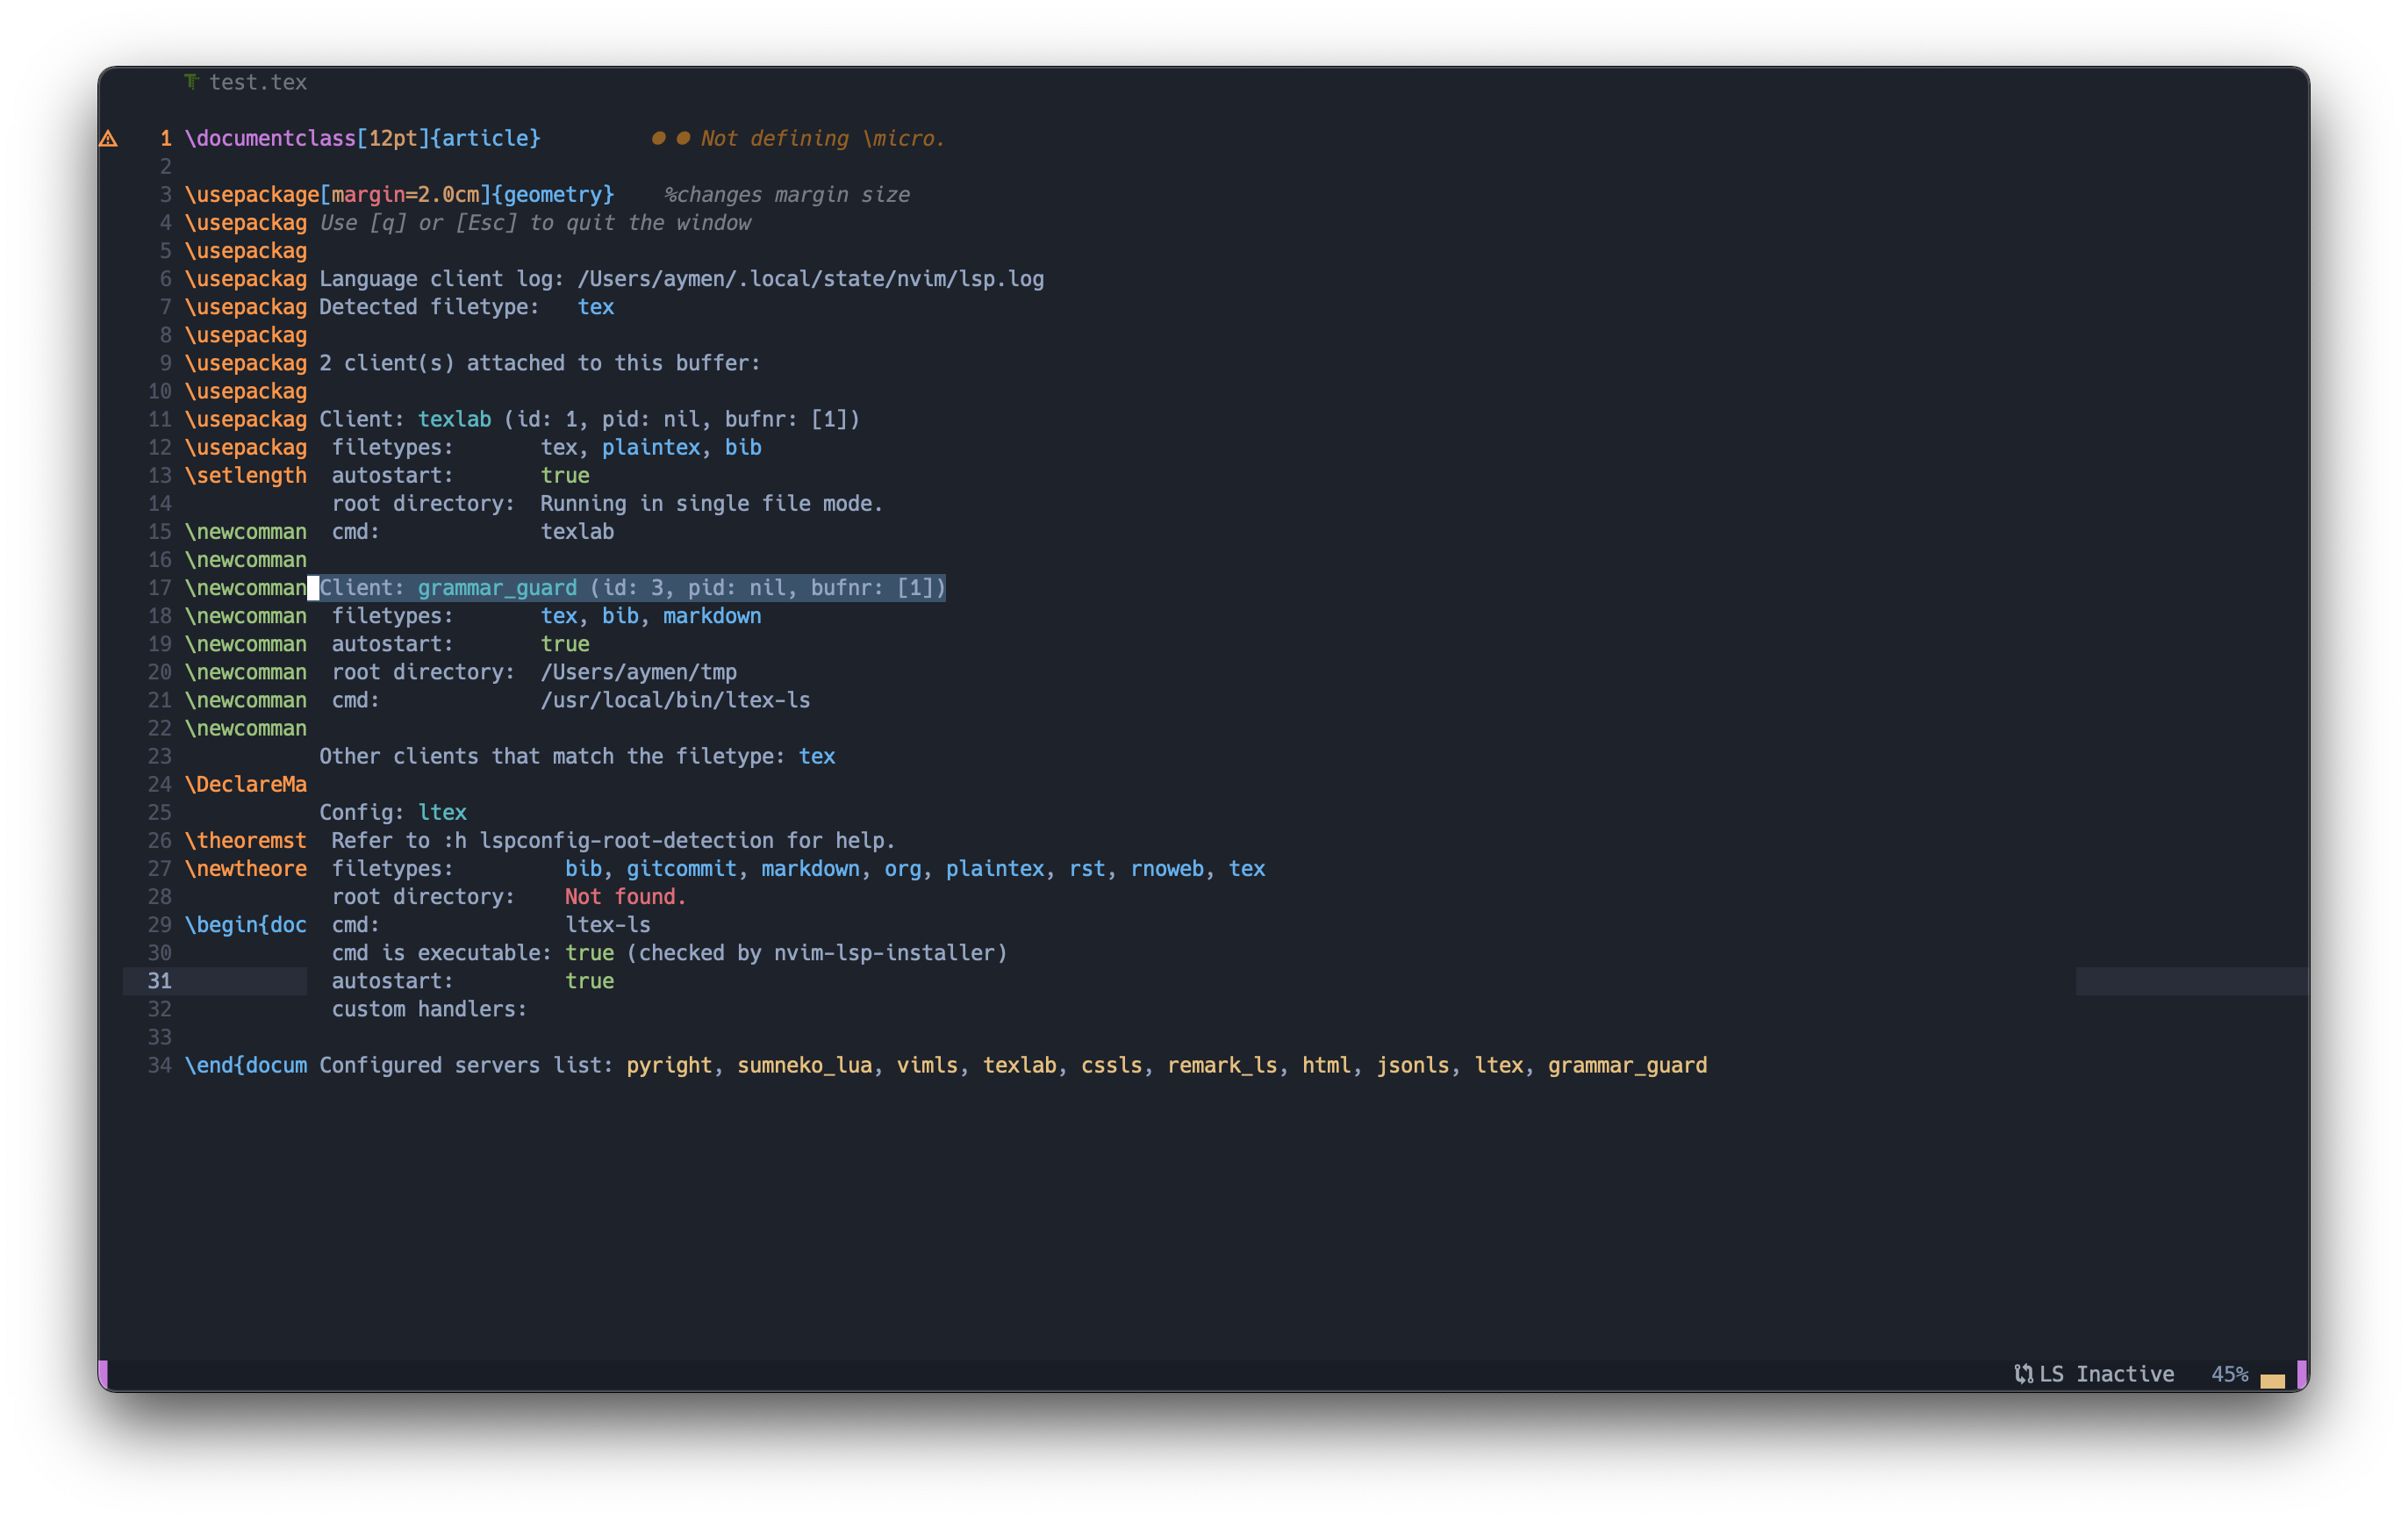 test.tex
1 \documentclass[12pt]{article} ● ● Not defining \micro.
2
3 \usepackage[margin=2.0cm]{geometry} %changes margin size
4 \usepackag Use [q] or [Esc] to quit the window
5 \usepackag
6 \usepackag Language client log: /Users/aymen/.local/state/nvim/lsp.log
7 \usepackag Detected filetype: tex
8 \usepackag
9 \usepackag 2 client(s) attached to this buffer:
10 \usepackag
11 \usepackag Client: texlab (id: 1, pid: nil, bufnr: [1])
12 \usepackag filetypes: tex, plaintex, bib
13 \setlength autostart: true
14 root directory: Running in single file mode.
15 \newcomman cmd: texlab
16 \newcomman
17 \newcomman Client: grammar_guard (id: 3, pid: nil, bufnr: [1])
18 \newcomman filetypes: tex, bib, markdown
19 \newcomman autostart: true
20 \newcomman root directory: /Users/aymen/tmp
21 \newcomman cmd: /usr/local/bin/ltex-ls
22 \newcomman
23 Other clients that match the filetype: tex
24 \DeclareMa
25 Config: ltex
26 \theoremst Refer to :h lspconfig-root-detection for help.
27 \newtheore filetypes: bib, gitcommit, markdown, org, plaintex, rst, rnoweb, tex
28 root directory: Not found.
29 \begin{doc cmd: ltex-ls
30 cmd is executable: true (checked by nvim-lsp-installer)
31 autostart: true
32 custom handlers:
33
34 \end{docum Configured servers list: pyright, sumneko_lua, vimls, texlab, cssls, remark_ls, html, jsonls, ltex, grammar_guard
LS Inactive 45%